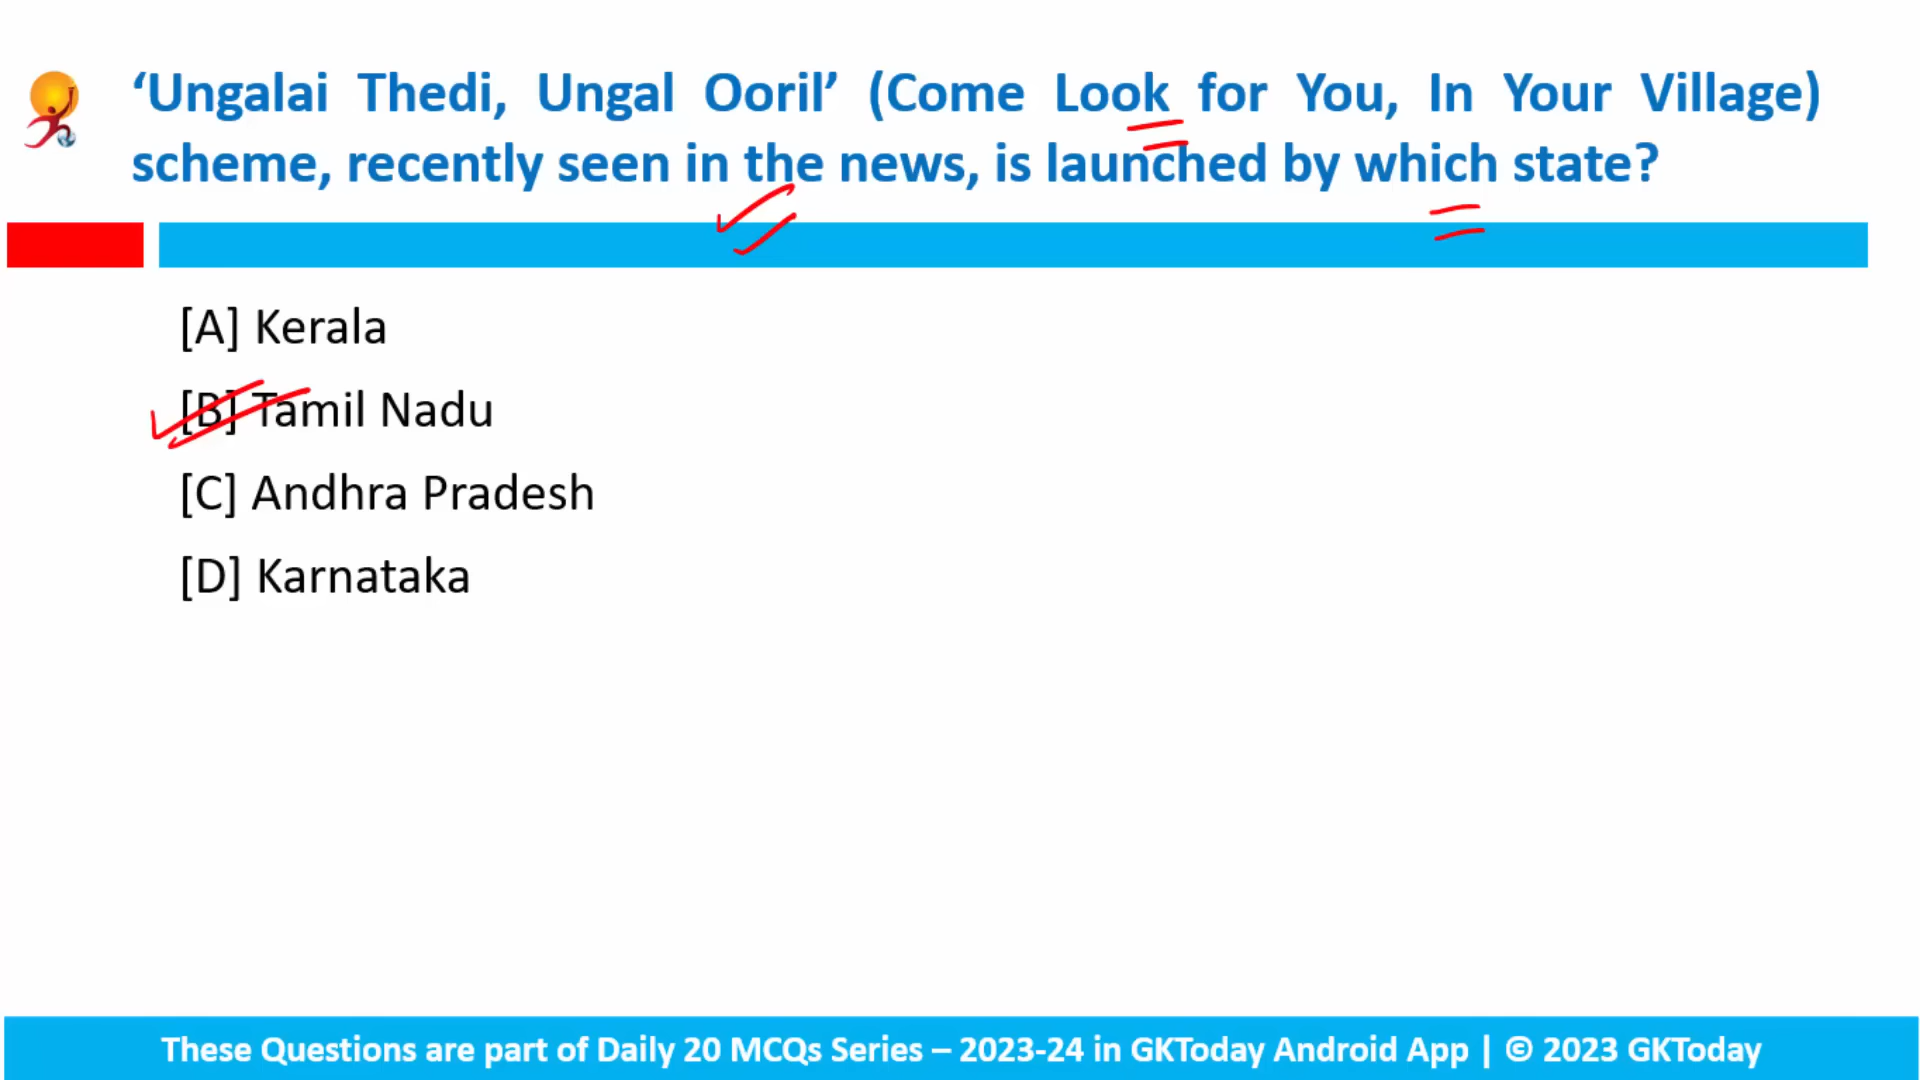 ‘Ungalai Thedi, Ungal Ooril’ (Come Look for You, In Your Village)
scheme, recently seen in the news, is launched by which state?
[A] Kerala
[B] Tamil Nadu
[C] Andhra Pradesh
[D] Karnataka
These Questions are part of Daily 20 MCQs Series – 2023-24 in GKToday Android App | © 2023 GKToday